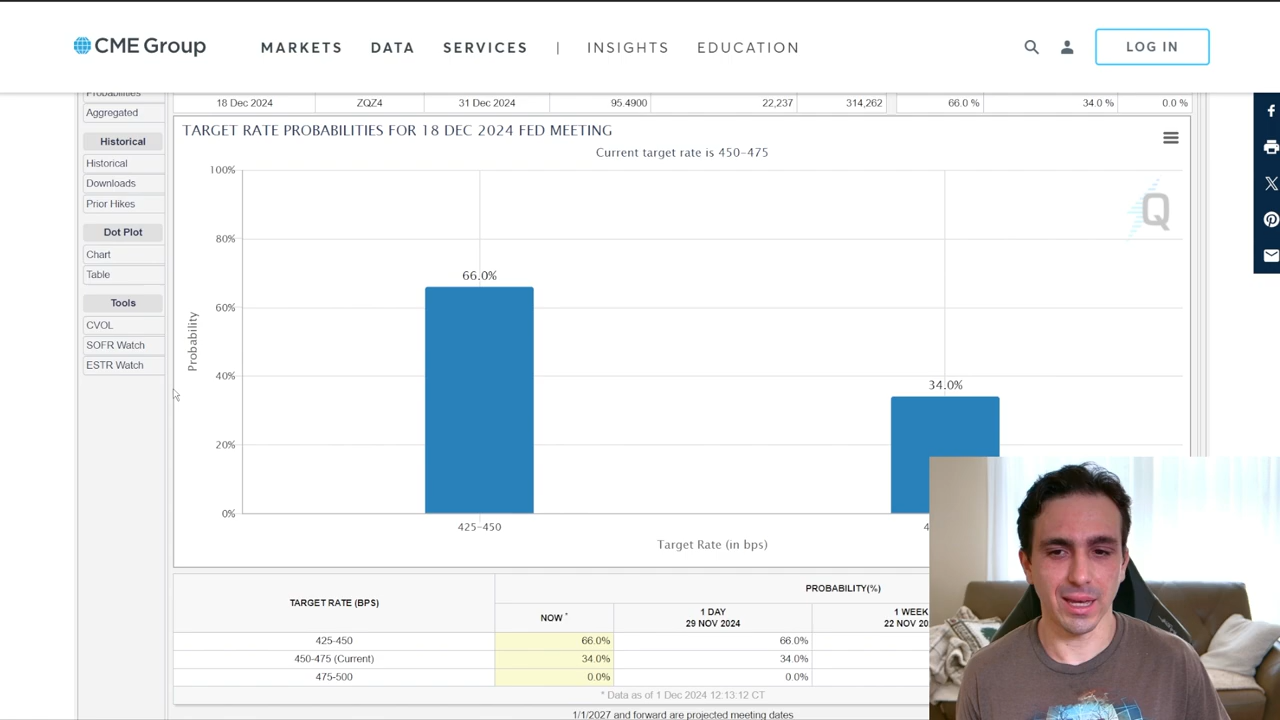 CME Group MARKETS DATA SERVICES | INSIGHTS EDUCATION LOG IN
Probabilities
Aggregated
Historical
Historical
Downloads
Prior Hikes
Dot Plot
Chart
Table
Tools
CVOL
SOFR Watch
ESTR Watch
18 Dec 2024 ZQZ4 31 Dec 2024 95.4900 22,237 314,262 66.0 % 34.0 % 0.0 %
TARGET RATE PROBABILITIES FOR 18 DEC 2024 FED MEETING
Current target rate is 450-475
100%
80%
60%
40%
20%
0%
Probability
Q
66.0%
34.0%
425-450
4
Target Rate (in bps)
TARGET RATE (BPS) PROBABILITY(%)
NOW * 1 DAY 29 NOV 2024 1 WEEK 22 NOV 20
425-450 66.0% 66.0%
450-475 (Current) 34.0% 34.0%
475-500 0.0% 0.0%
* Data as of 1 Dec 2024 12:13:12 CT
1/1/2027 and forward are projected meeting dates